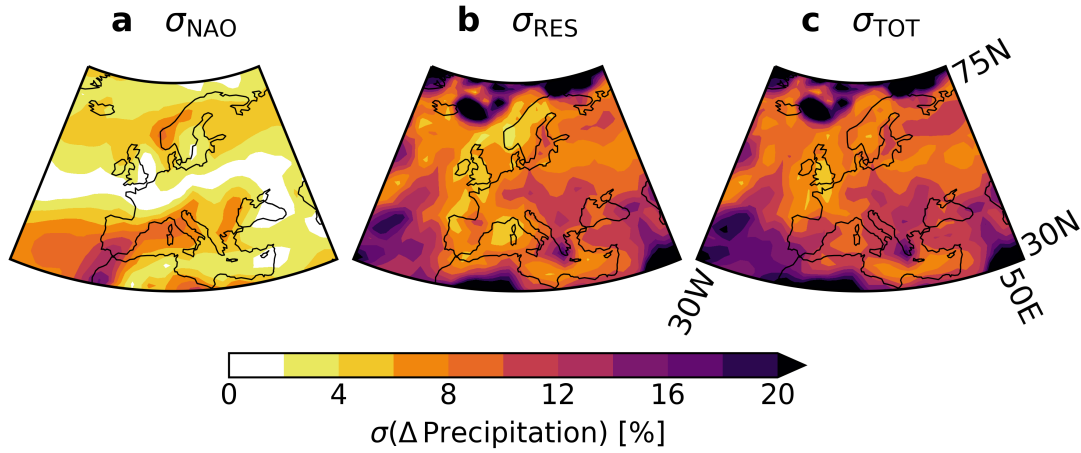 a σNAO
b σRES
c σTOT
75N
30N
50E
30W
0 4 8 12 16 20
σ(Δ Precipitation) [%]